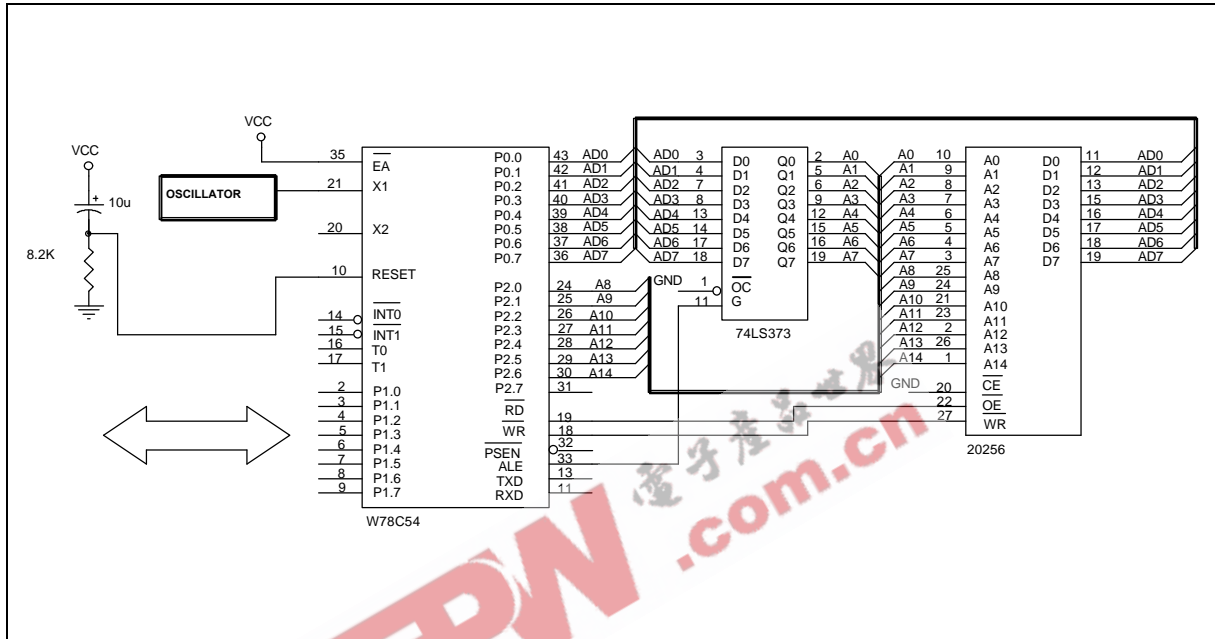 VCC
VCC
10u
8.2K
OSCILLATOR
35 EA
21 X1
20 X2
10 RESET
14 INT0
15 INT1
16 T0
17 T1
2 P1.0
3 P1.1
4 P1.2
5 P1.3
6 P1.4
7 P1.5
8 P1.6
9 P1.7
P0.0 43 AD0
P0.1 42 AD1
P0.2 41 AD2
P0.3 40 AD3
P0.4 39 AD4
P0.5 38 AD5
P0.6 37 AD6
P0.7 36 AD7
P2.0 24 A8
P2.1 25 A9
P2.2 26 A10
P2.3 27 A11
P2.4 28 A12
P2.5 29 A13
P2.6 30 A14
P2.7 31
RD 19
WR 18
PSEN 32
ALE 33
TXD 13
RXD 11
W78C54
AD0 3 D0 Q0 2 A0
AD1 4 D1 Q1 5 A1
AD2 7 D2 Q2 6 A2
AD3 8 D3 Q3 9 A3
AD4 13 D4 Q4 12 A4
AD5 14 D5 Q5 15 A5
AD6 17 D6 Q6 16 A6
AD7 18 D7 Q7 19 A7
GND 1 OC
11 G
74LS373
A0 10 A0 D0 11 AD0
A1 9 A1 D1 12 AD1
A2 8 A2 D2 13 AD2
A3 7 A3 D3 15 AD3
A4 6 A4 D4 16 AD4
A5 5 A5 D5 17 AD5
A6 4 A6 D6 18 AD6
A7 3 A7 D7 19 AD7
A8 25 A8
A9 24 A9
A10 21 A10
A11 23 A11
A12 2 A12
A13 26 A13
A14 1 A14
GND 20 CE
22 OE
27 WR
20256
電子產品世界
.com.cn